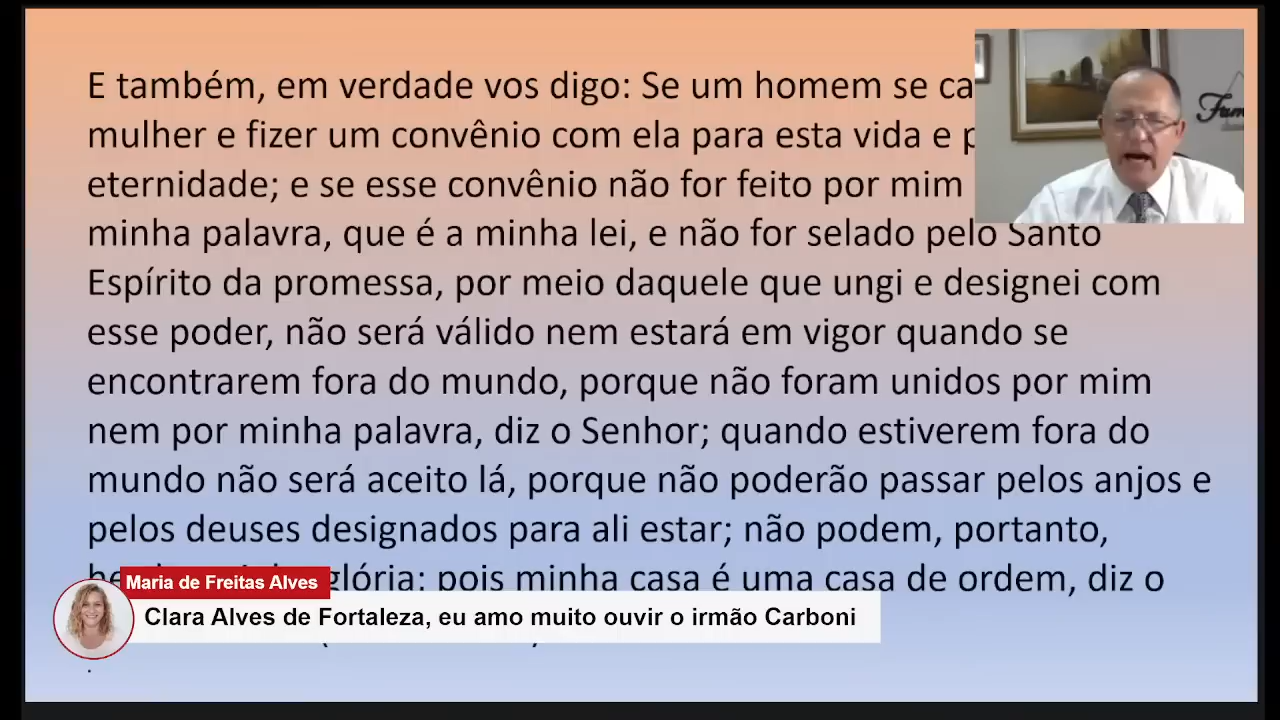 E também, em verdade vos digo: Se um homem se ca
mulher e fizer um convênio com ela para esta vida e p
eternidade; e se esse convênio não for feito por mim
minha palavra, que é a minha lei, e não for selado pelo Santo
Espírito da promessa, por meio daquele que ungi e designei com
esse poder, não será válido nem estará em vigor quando se
encontrarem fora do mundo, porque não foram unidos por mim
nem por minha palavra, diz o Senhor; quando estiverem fora do
mundo não será aceito lá, porque não poderão passar pelos anjos e
pelos deuses designados para ali estar; não podem, portanto,
glória; pois minha casa é uma casa de ordem, diz o
Maria de Freitas Alves
Clara Alves de Fortaleza, eu amo muito ouvir o irmão Carboni